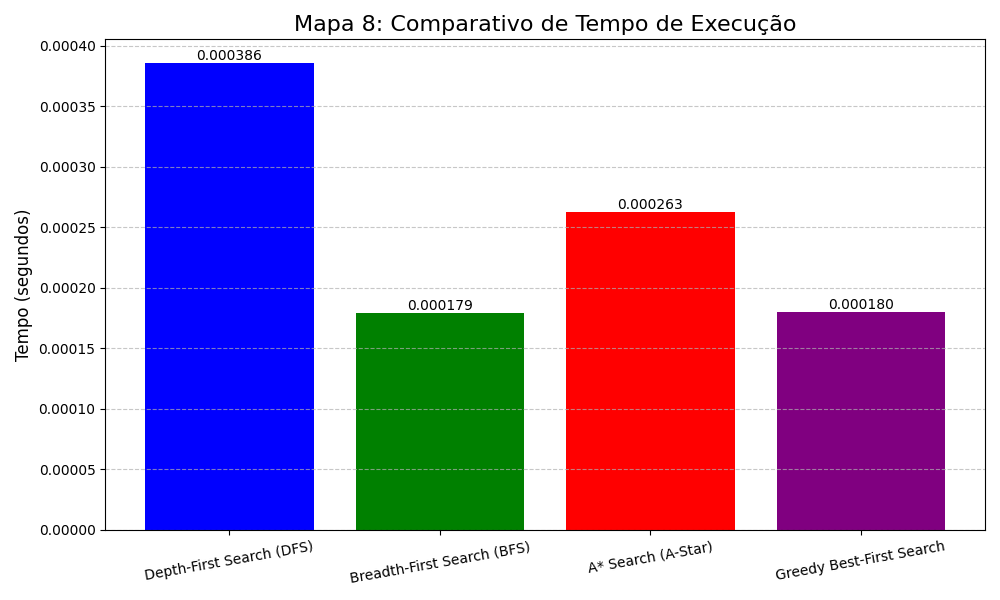 Mapa 8: Comparativo de Tempo de Execução
Tempo (segundos)
0.00040
0.00035
0.00030
0.00025
0.00020
0.00015
0.00010
0.00005
0.00000
0.000386
0.000179
0.000263
0.000180
Depth-First Search (DFS)
Breadth-First Search (BFS)
A* Search (A-Star)
Greedy Best-First Search